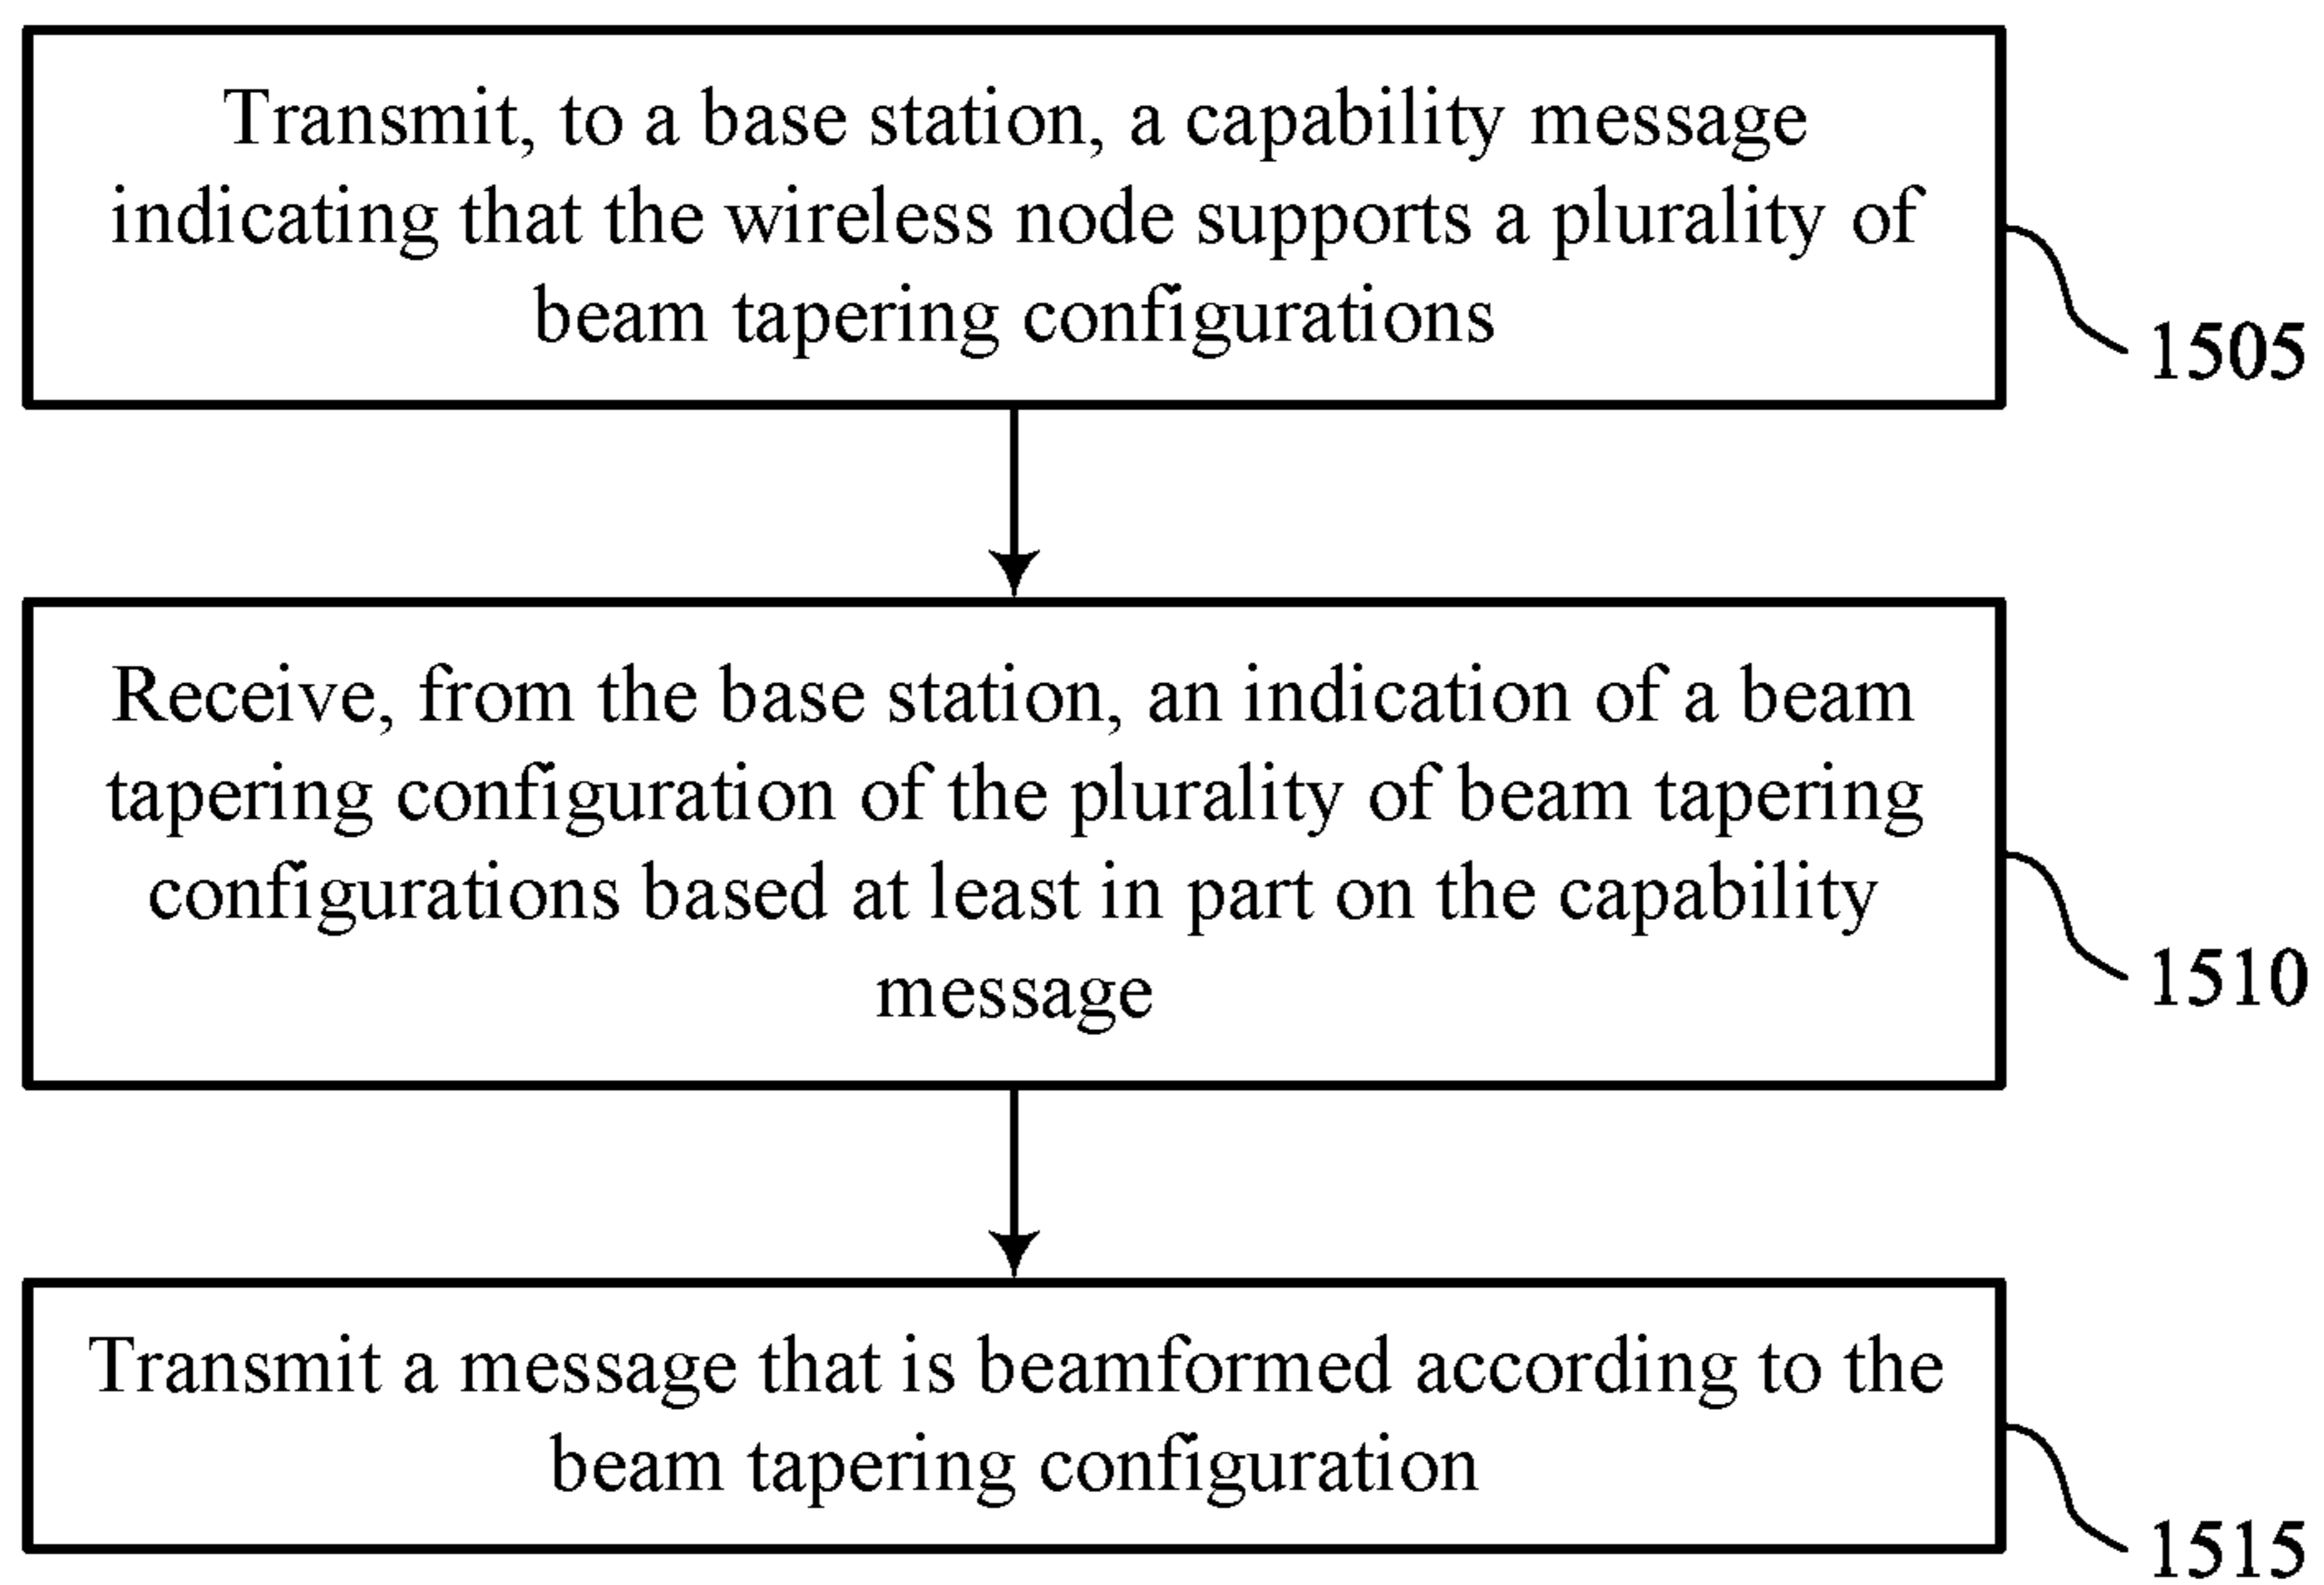 Transmit, to a base station, a capability message
indicating that the wireless node supports a plurality of
beam tapering configurations
1505
Receive, from the base station, an indication of a beam
tapering configuration of the plurality of beam tapering
configurations based at least in part on the capability
message
1510
Transmit a message that is beamformed according to the
beam tapering configuration
1515